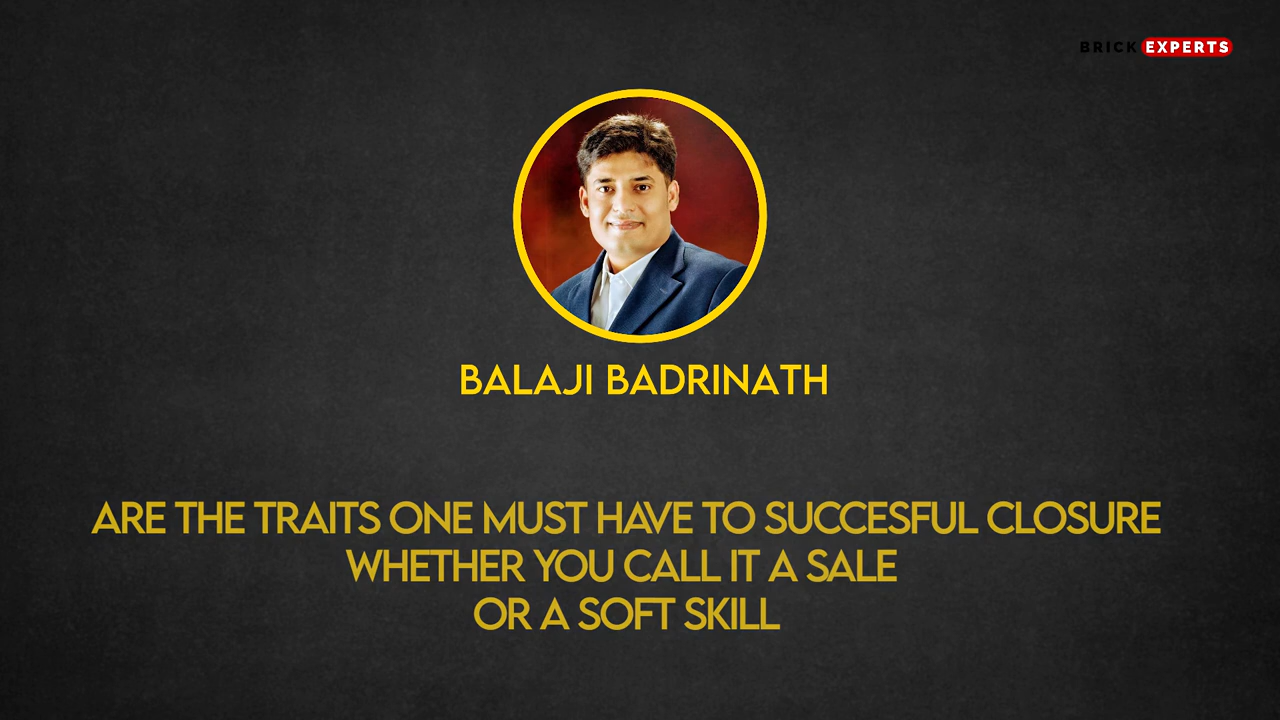 BRICK EXPERTS
BALAJI BADRINATH
ARE THE TRAITS ONE MUST HAVE TO SUCCESFUL CLOSURE
WHETHER YOU CALL IT A SALE
OR A SOFT SKILL